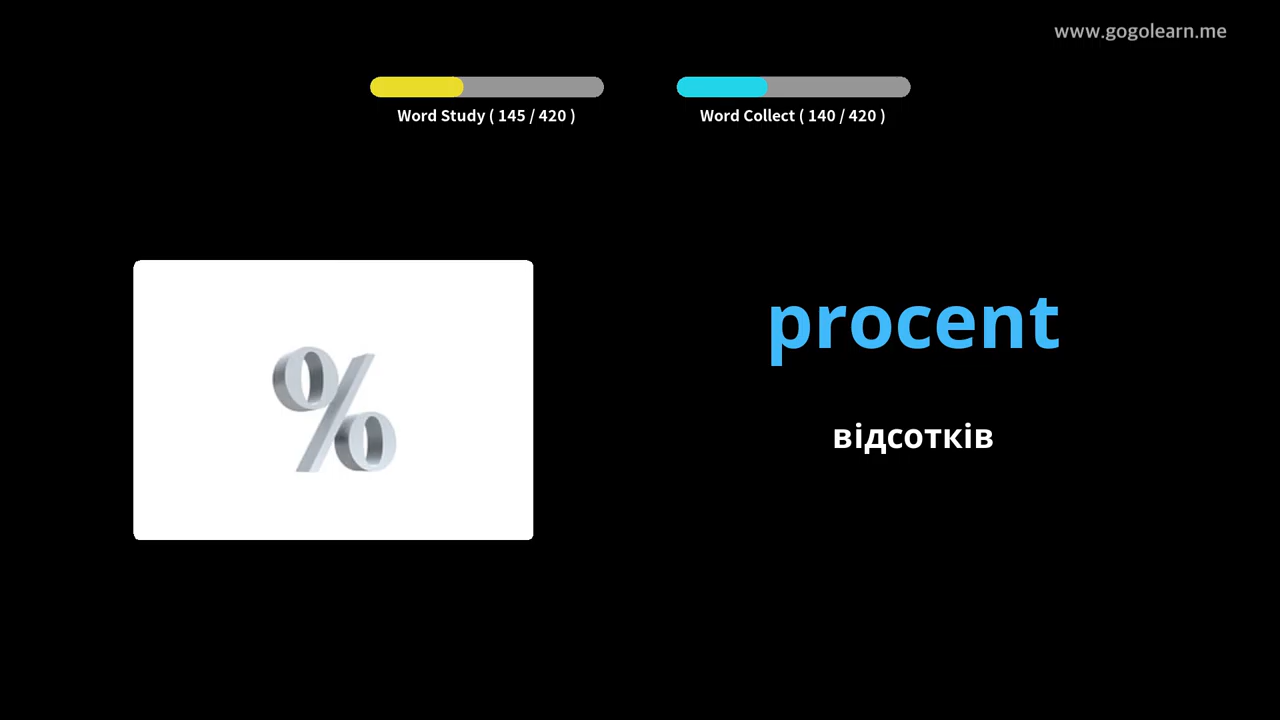 www.gogolearn.me
Word Study ( 145 / 420 )
Word Collect ( 140 / 420 )
%
procent
відсотків